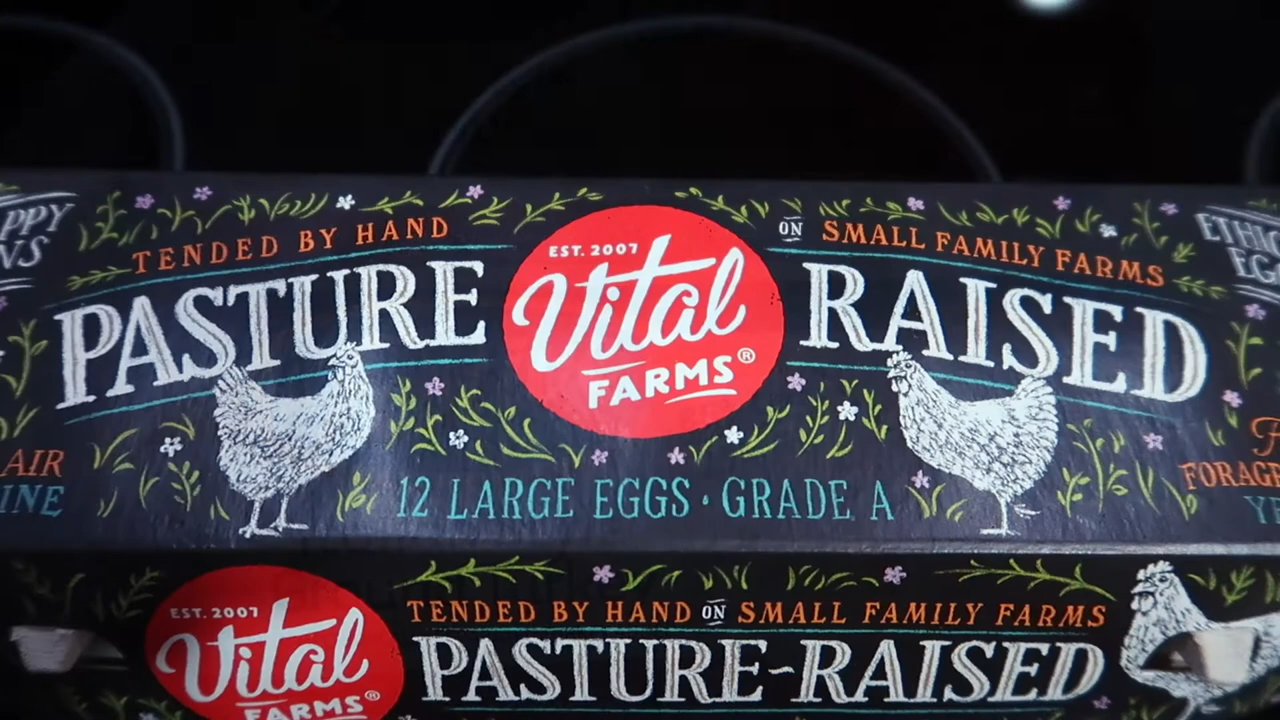 TENDED BY HAND ON SMALL FAMILY FARMS
PASTURE RAISED
EST. 2007
Vital
FARMS®
12 LARGE EGGS • GRADE A
AIR
EST. 2007
Vital
FARMS®
TENDED BY HAND ON SMALL FAMILY FARMS
PASTURE-RAISED